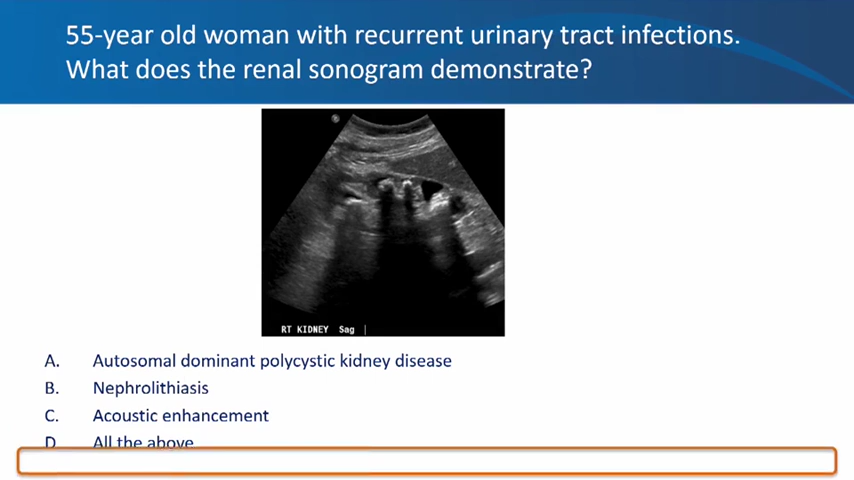 55-year old woman with recurrent urinary tract infections.
What does the renal sonogram demonstrate?
RT KIDNEY Sag
A. Autosomal dominant polycystic kidney disease
B. Nephrolithiasis
C. Acoustic enhancement
D. All the above